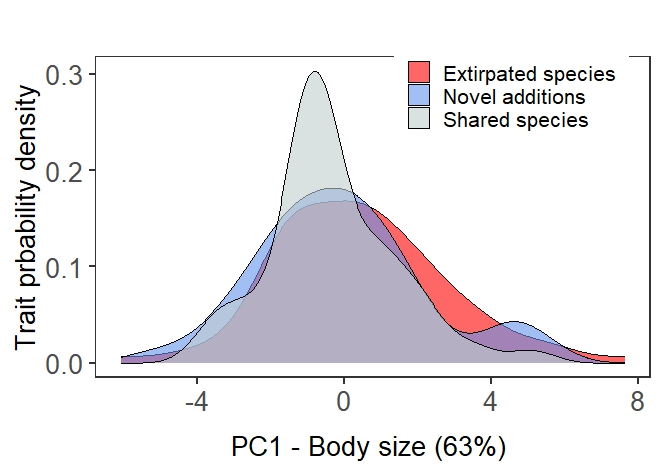 Extirpated species
Novel additions
Shared species
Trait prbability density
0.3
0.2
0.1
0.0
-4
0
4
8
PC1 - Body size (63%)